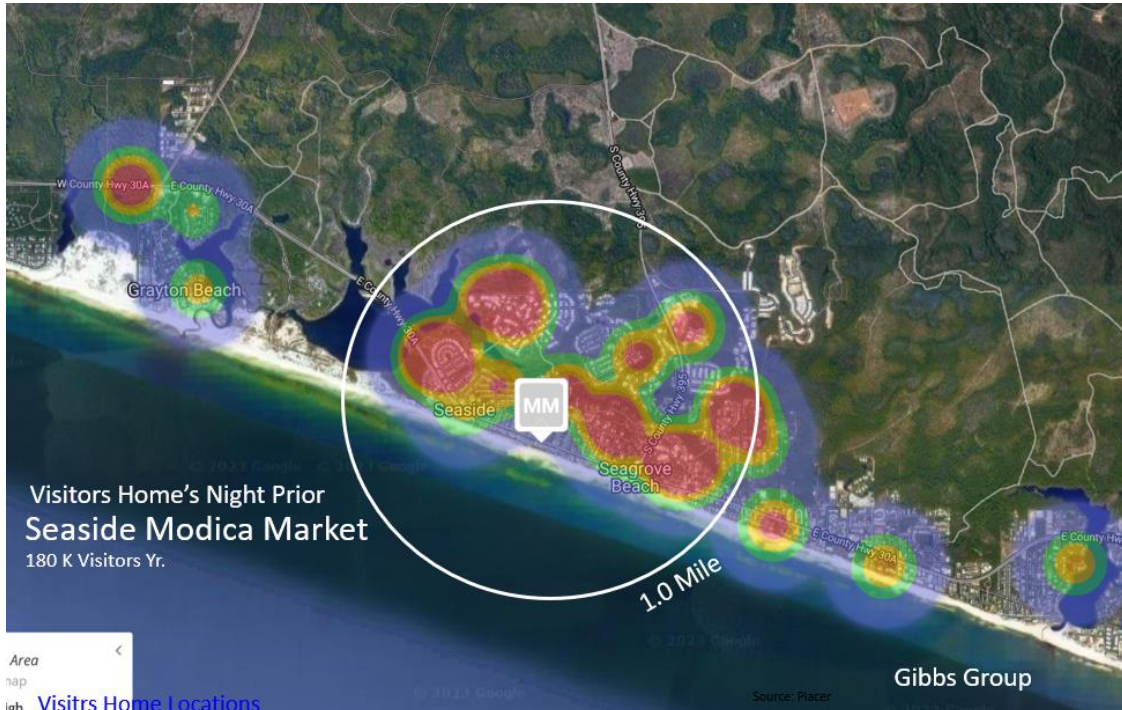 S County Hwy 395
W County Hwy 30A
E County Hwy 30A
Grayton Beach
E County Hwy 30A
MM
Seaside
S County Hwy 395
Seagrove
Beach
© 2023 Google
© 2023 Google
Visitors Home's Night Prior
Seaside Modica Market
180 K Visitors Yr.
E County Hwy 30A
E County Hwy
1.0 Mile
© 2023 Google
Area
map
igh
Visitrs Home Locations
© 2023 Google
Source: Placer
Gibbs Group